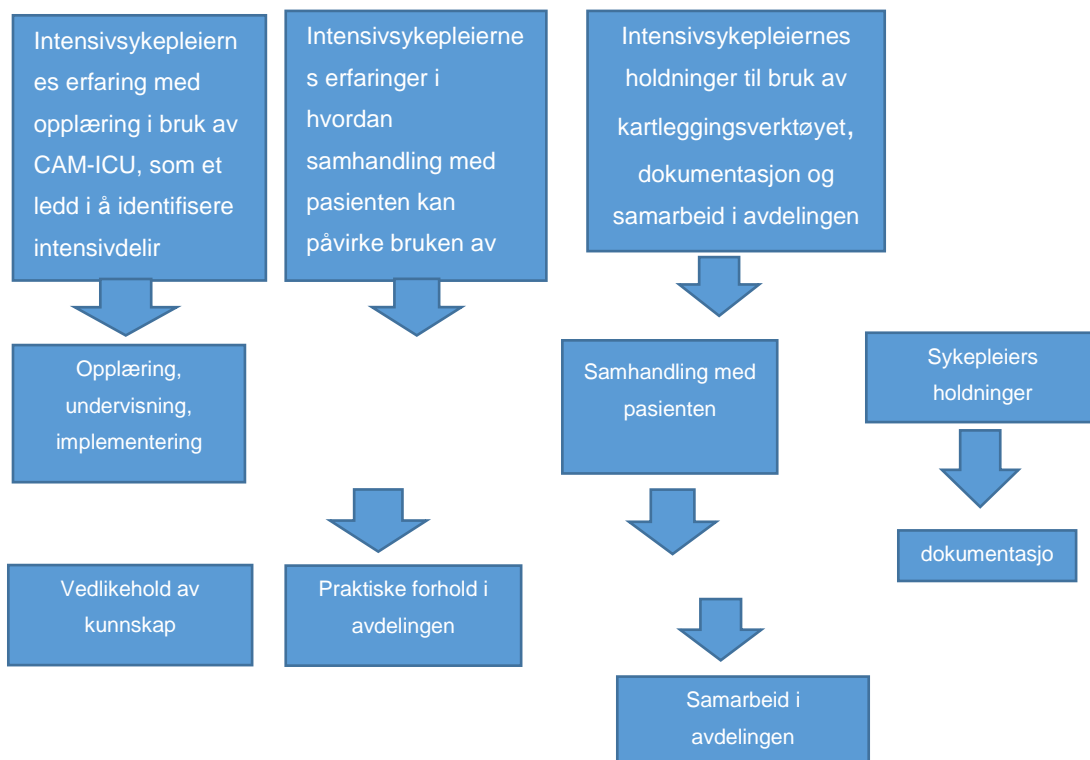 Intensivsykepleiern
es erfaring med
opplæring i bruk av
CAM-ICU, som et
ledd i å identifisere
intensivdelir
Intensivsykepleierne
s erfaringer i
hvordan
samhandling med
pasienten kan
påvirke bruken av
Intensivsykepleiernes
holdninger til bruk av
kartleggingsverktøyet,
dokumentasjon og
samarbeid i avdelingen
Opplæring,
undervisning,
implementering
Samhandling med
pasienten
Sykepleiers
holdninger
dokumentasjo
Vedlikehold av
kunnskap
Praktiske forhold i
avdelingen
Samarbeid i
avdelingen